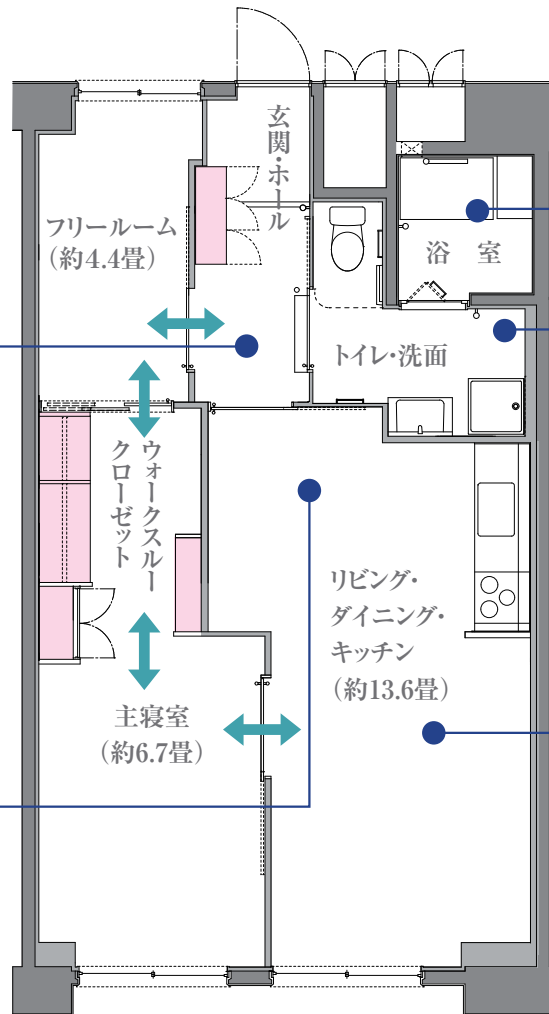 玄関・ホール
フリールーム
（約4.4畳）
浴 室
トイレ・洗面
ウォークスルー
クローゼット
リビング・
ダイニング・
キッチン
（約13.6畳）
主寝室
（約6.7畳）